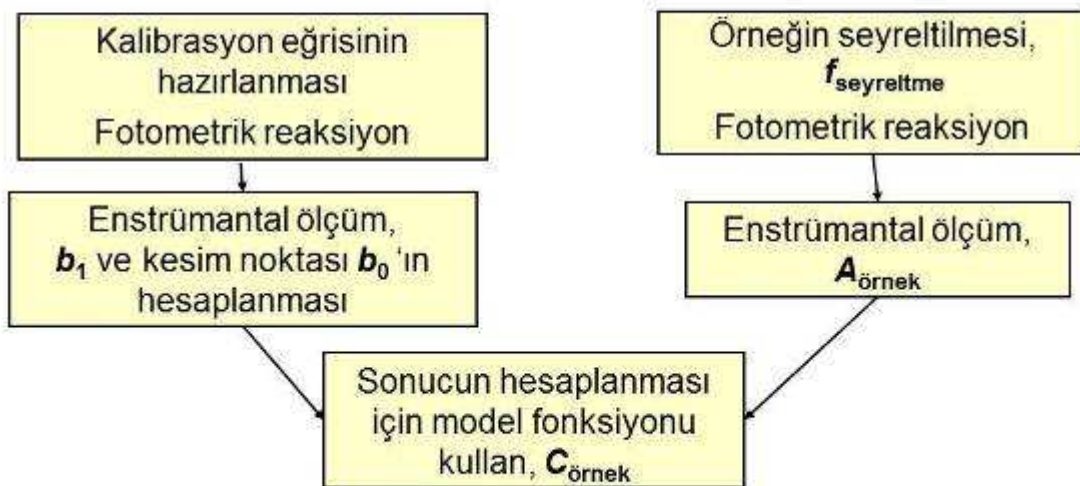 Kalibrasyon eğrisinin
hazırlanması
Fotometrik reaksiyon
Örneğin seyreltilmesi,
fseyreltme
Fotometrik reaksiyon
Enstrümantal ölçüm,
b1 ve kesim noktası b0 'ın
hesaplanması
Enstrümantal ölçüm,
Aörnek
Sonucun hesaplanması
için model fonksiyonu
kullan, Cörnek